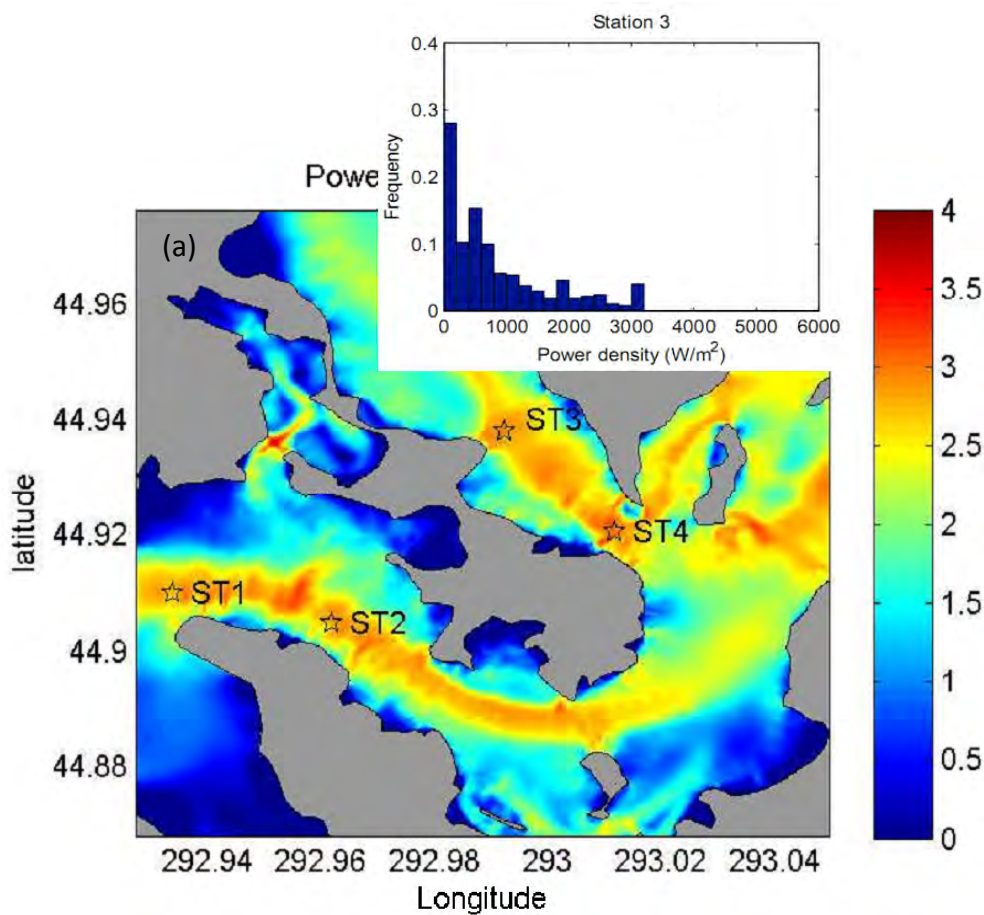 Station 3
0.4
0.3
0.2
0.1
0
Frequency
0 1000 2000 3000 4000 5000 6000
Power density (W/m²)
Powe
(a)
44.96
44.94
44.92
44.9
44.88
latitude
ST3
ST4
ST1
ST2
292.94 292.96 292.98 293 293.02 293.04
Longitude
4
3.5
3
2.5
2
1.5
1
0.5
0